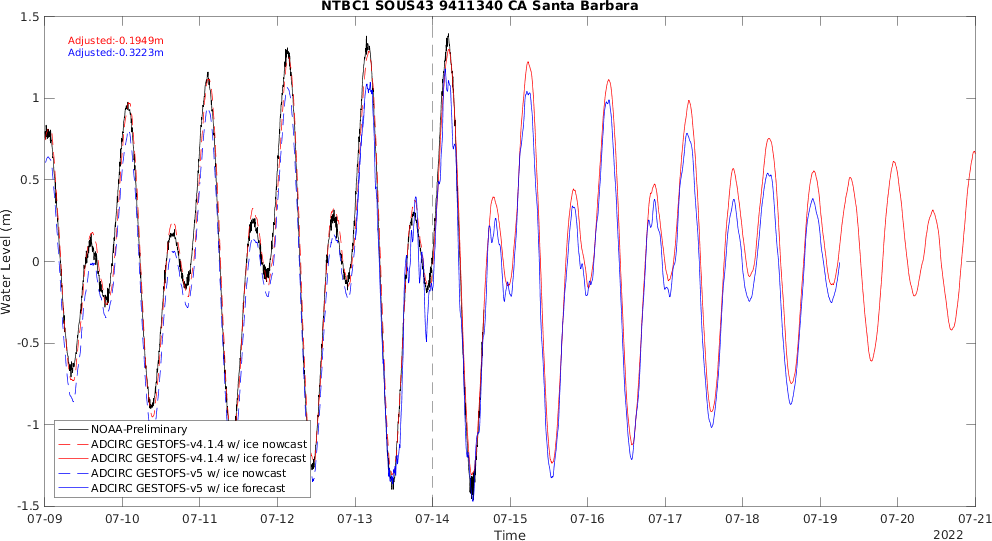 NTBC1 SOUS43 9411340 CA Santa Barbara
Adjusted:-0.1949m
Adjusted:-0.3223m
Water Level (m)
1.5
1
0.5
0
-0.5
-1
-1.5
NOAA-Preliminary
ADCIRC GESTOFS-v4.1.4 w/ ice nowcast
ADCIRC GESTOFS-v4.1.4 w/ ice forecast
ADCIRC GESTOFS-v5 w/ ice nowcast
ADCIRC GESTOFS-v5 w/ ice forecast
07-09 07-10 07-11 07-12 07-13 07-14 07-15 07-16 07-17 07-18 07-19 07-20 07-21
Time
2022